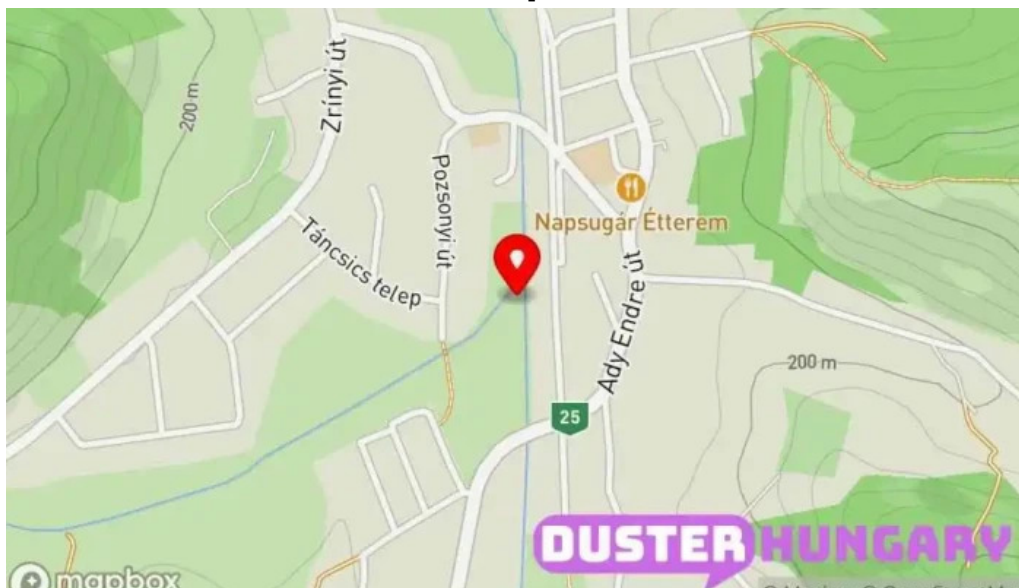 200 m
Zrínyi út
Pozsonyi út
Napsugár Étterem
Táncsics telep
Ady Endre út
200 m
25
DUSTER HUNGARY
mapbox